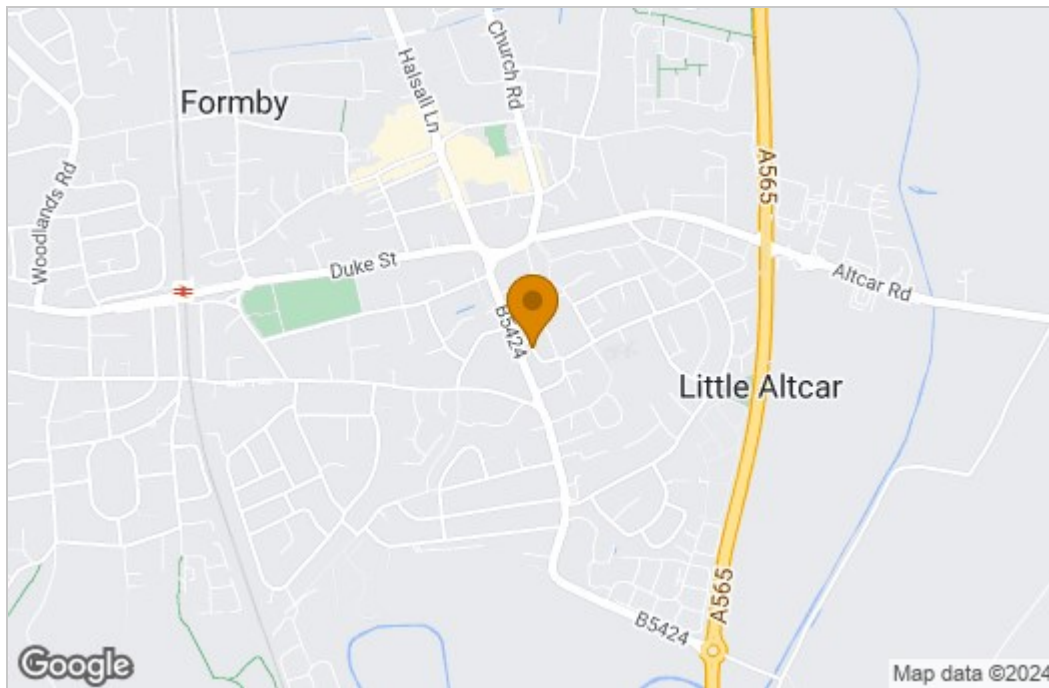 Formby
Halsall Ln
Church Rd
Woodlands Rd
A565
Duke St
Altcar Rd
B5424
Little Altcar
A565
B5424
Google
Map data ©2024